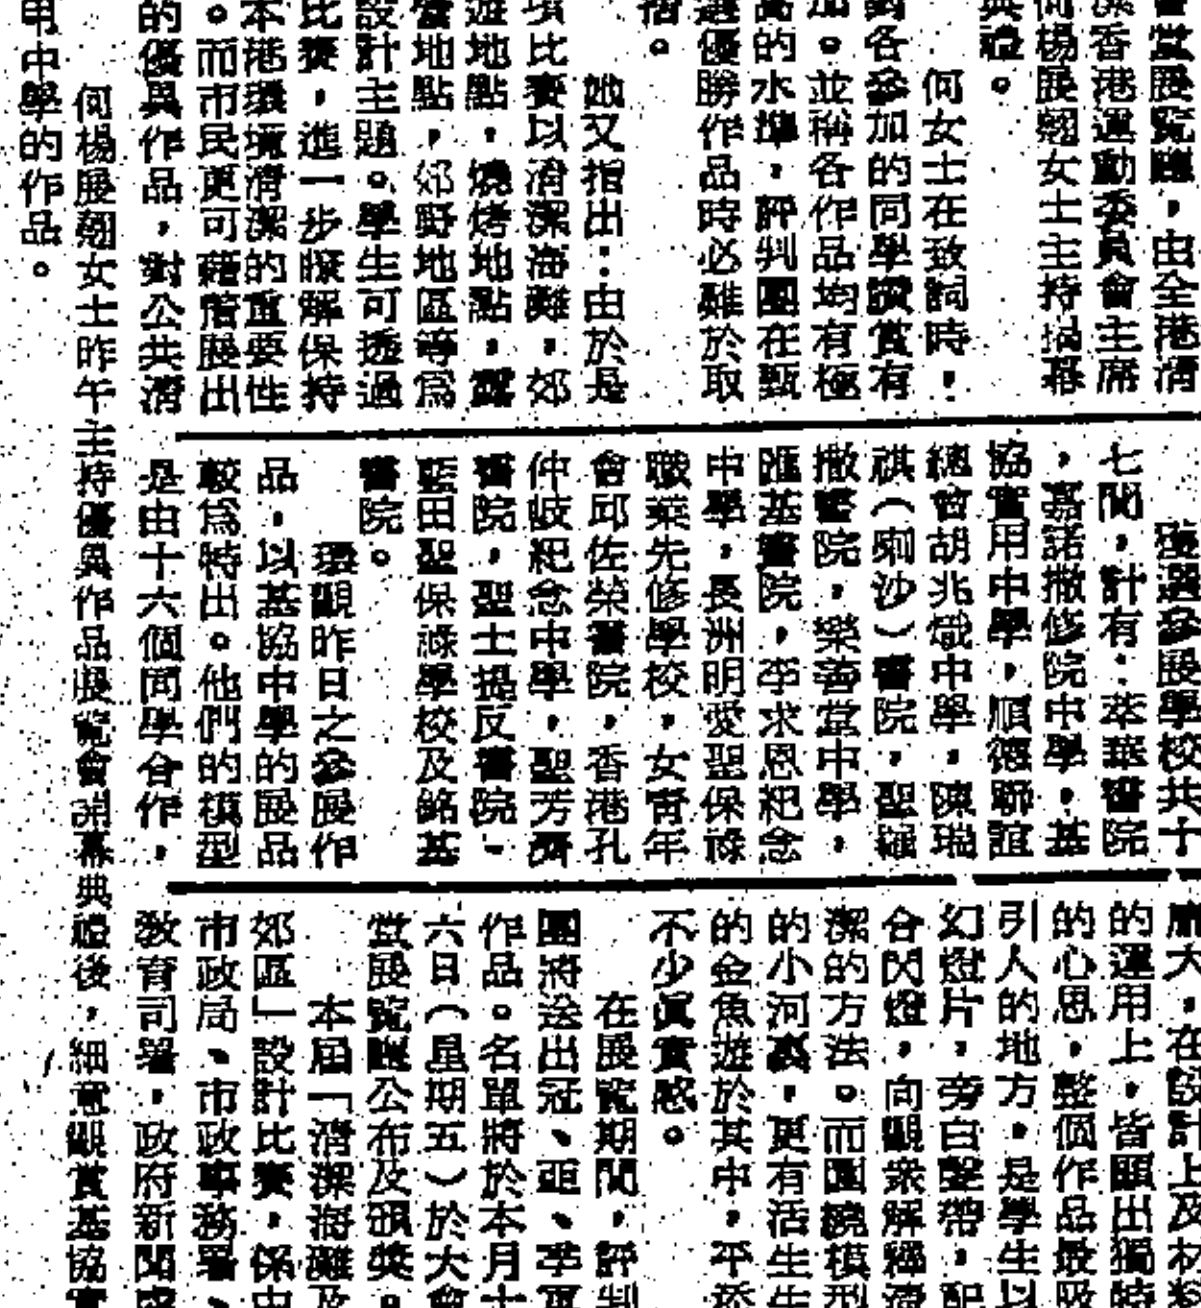 會堂展覽廳，由全港清
潔香港運動委員會主席
何楊展翹女士主持揭幕
典禮。
何女士在致詞時！
對各參加的同學讚賞有
加。並稱各作品均有極
高的水準，評判團在甄
選優勝作品時必難於取
捨。
她又指出：由於是
項比賽以清潔海灘，郊
遊地點，燒烤地點，露
營地點，郊野地區等爲
設計主題。學生可透過
比賽，進一步瞭解保持
本港環境清潔的重要性
。而市民更可藉着展出
的優異作品，對公共清
獲選參展學校共十
七間，計有：荃葉書院
，嘉諾撒修院中學，基
協實用中學，順德聯誼
總會胡兆熾中學，陳瑞
祺（喇沙）書院，聖羅
撒書院，樂善堂中學，
匯基書院，李求恩紀念
中學，長洲明愛聖保祿
職業先修學校，女青年
會邱佐榮書院，香港孔
仲岐紀念中學，聖芳濟
書院，聖士提反書院、
藍田聖保祿學校及銘基
書院。
環觀昨日之參展作
品，以基協中學的展品
較爲特出。他們的模型
是由十六個同學合作，
大，在設計上及材料
的運用上，皆顯出獨特
的心思，整個作品最吸
引人的地方，是學生以
幻燈片，旁白聲帶，配
合閃燈，向觀衆解釋清
潔的方法。而圍繞模型
的小河裏，更有活生生
的金魚遊於其中，平添
不少眞實感。
在展覽期間，評判
團將送出冠、亞、季軍
作品。名單將於本月十
六日（星期五）於大會
堂展覽廳公布及頒獎。
本屆「清潔海灘及
郊區」設計比賽，係由
市政局、市政事務署、
教育司署，政府新聞處
何楊展翹女士昨午主持優異作品展覽會開幕典禮後，細意觀賞基協實
用中學的作品。